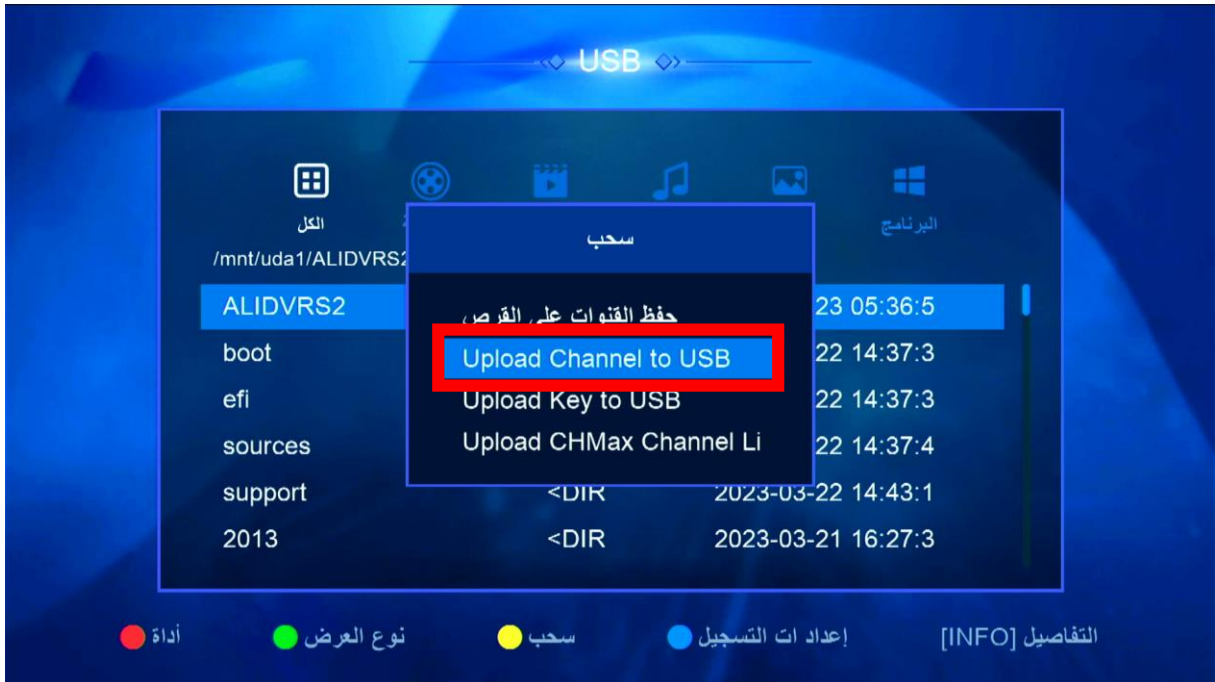 USB
الكل
البرنامج
/mnt/uda1/ALIDVRS2
سحب
حفظ القنوات على القرص
Upload Channel to USB
Upload Key to USB
Upload CHMax Channel Li
ALIDVRS2 23 05:36:5
boot 22 14:37:3
efi 22 14:37:3
sources 22 14:37:4
support <DIR 2023-03-22 14:43:1
2013 <DIR 2023-03-21 16:27:3
أداة
نوع العرض
سحب
إعداد ات التسجيل
التفاصيل [INFO]